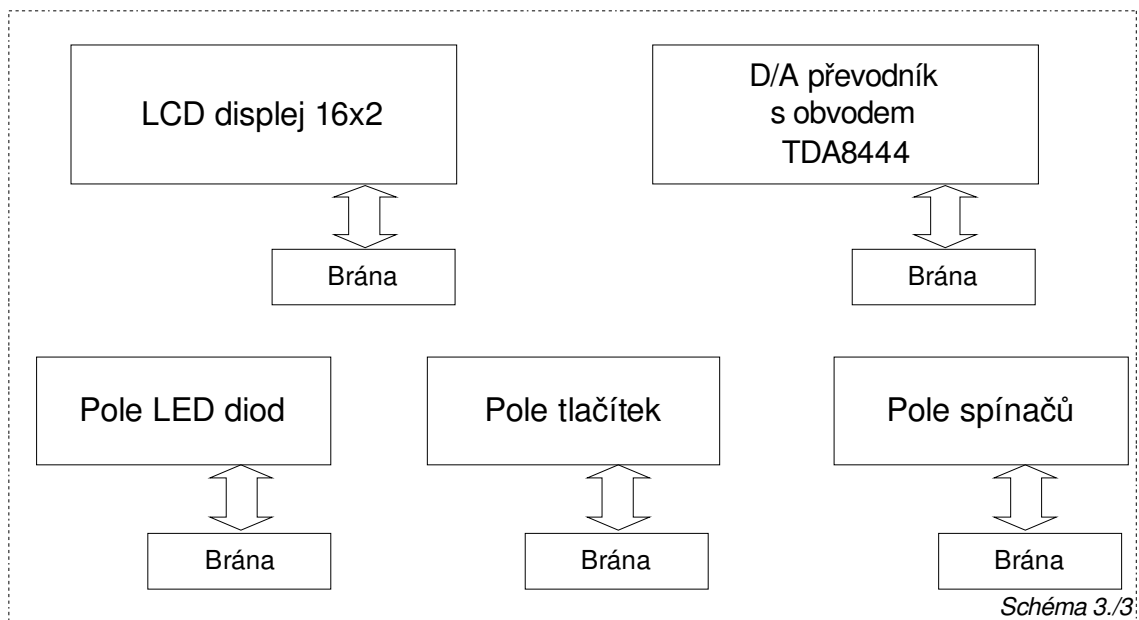 LCD displej 16x2
D/A převodník
s obvodem
TDA8444
Brána
Brána
Pole LED diod
Pole tlačítek
Pole spínačů
Brána
Brána
Brána
Schéma 3./3